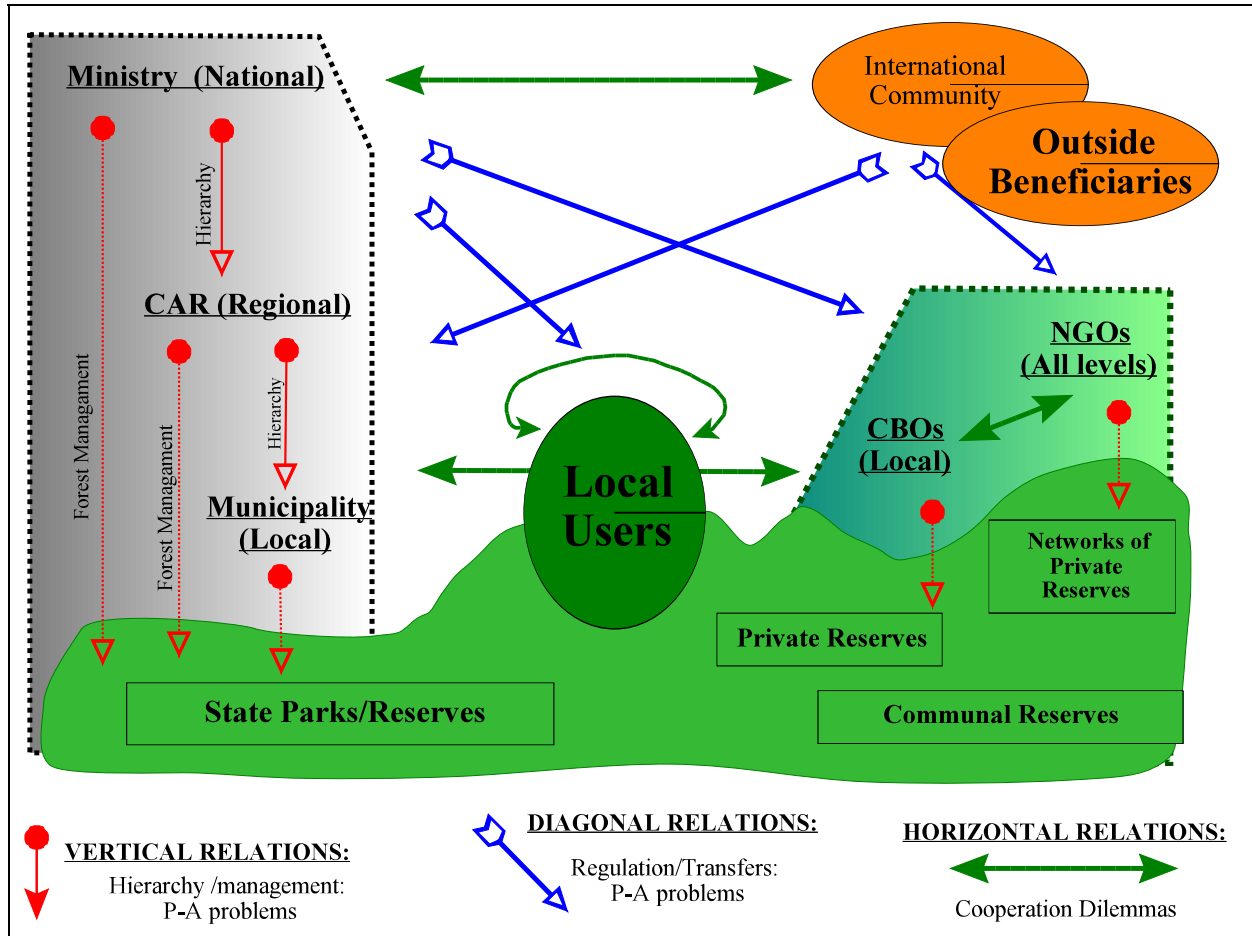 Ministry (National)
International
Community
Outside
Beneficiaries
Hierarchy
CAR (Regional)
NGOs
(All levels)
Forest Managament
Forest Managament
Hierarchy
CBOs
(Local)
Local
Users
Municipality
(Local)
Networks of
Private
Reserves
Private Reserves
State Parks/Reserves
Communal Reserves
VERTICAL RELATIONS:
Hierarchy /management:
P-A problems
DIAGONAL RELATIONS:
Regulation/Transfers:
P-A problems
HORIZONTAL RELATIONS:
Cooperation Dilemmas